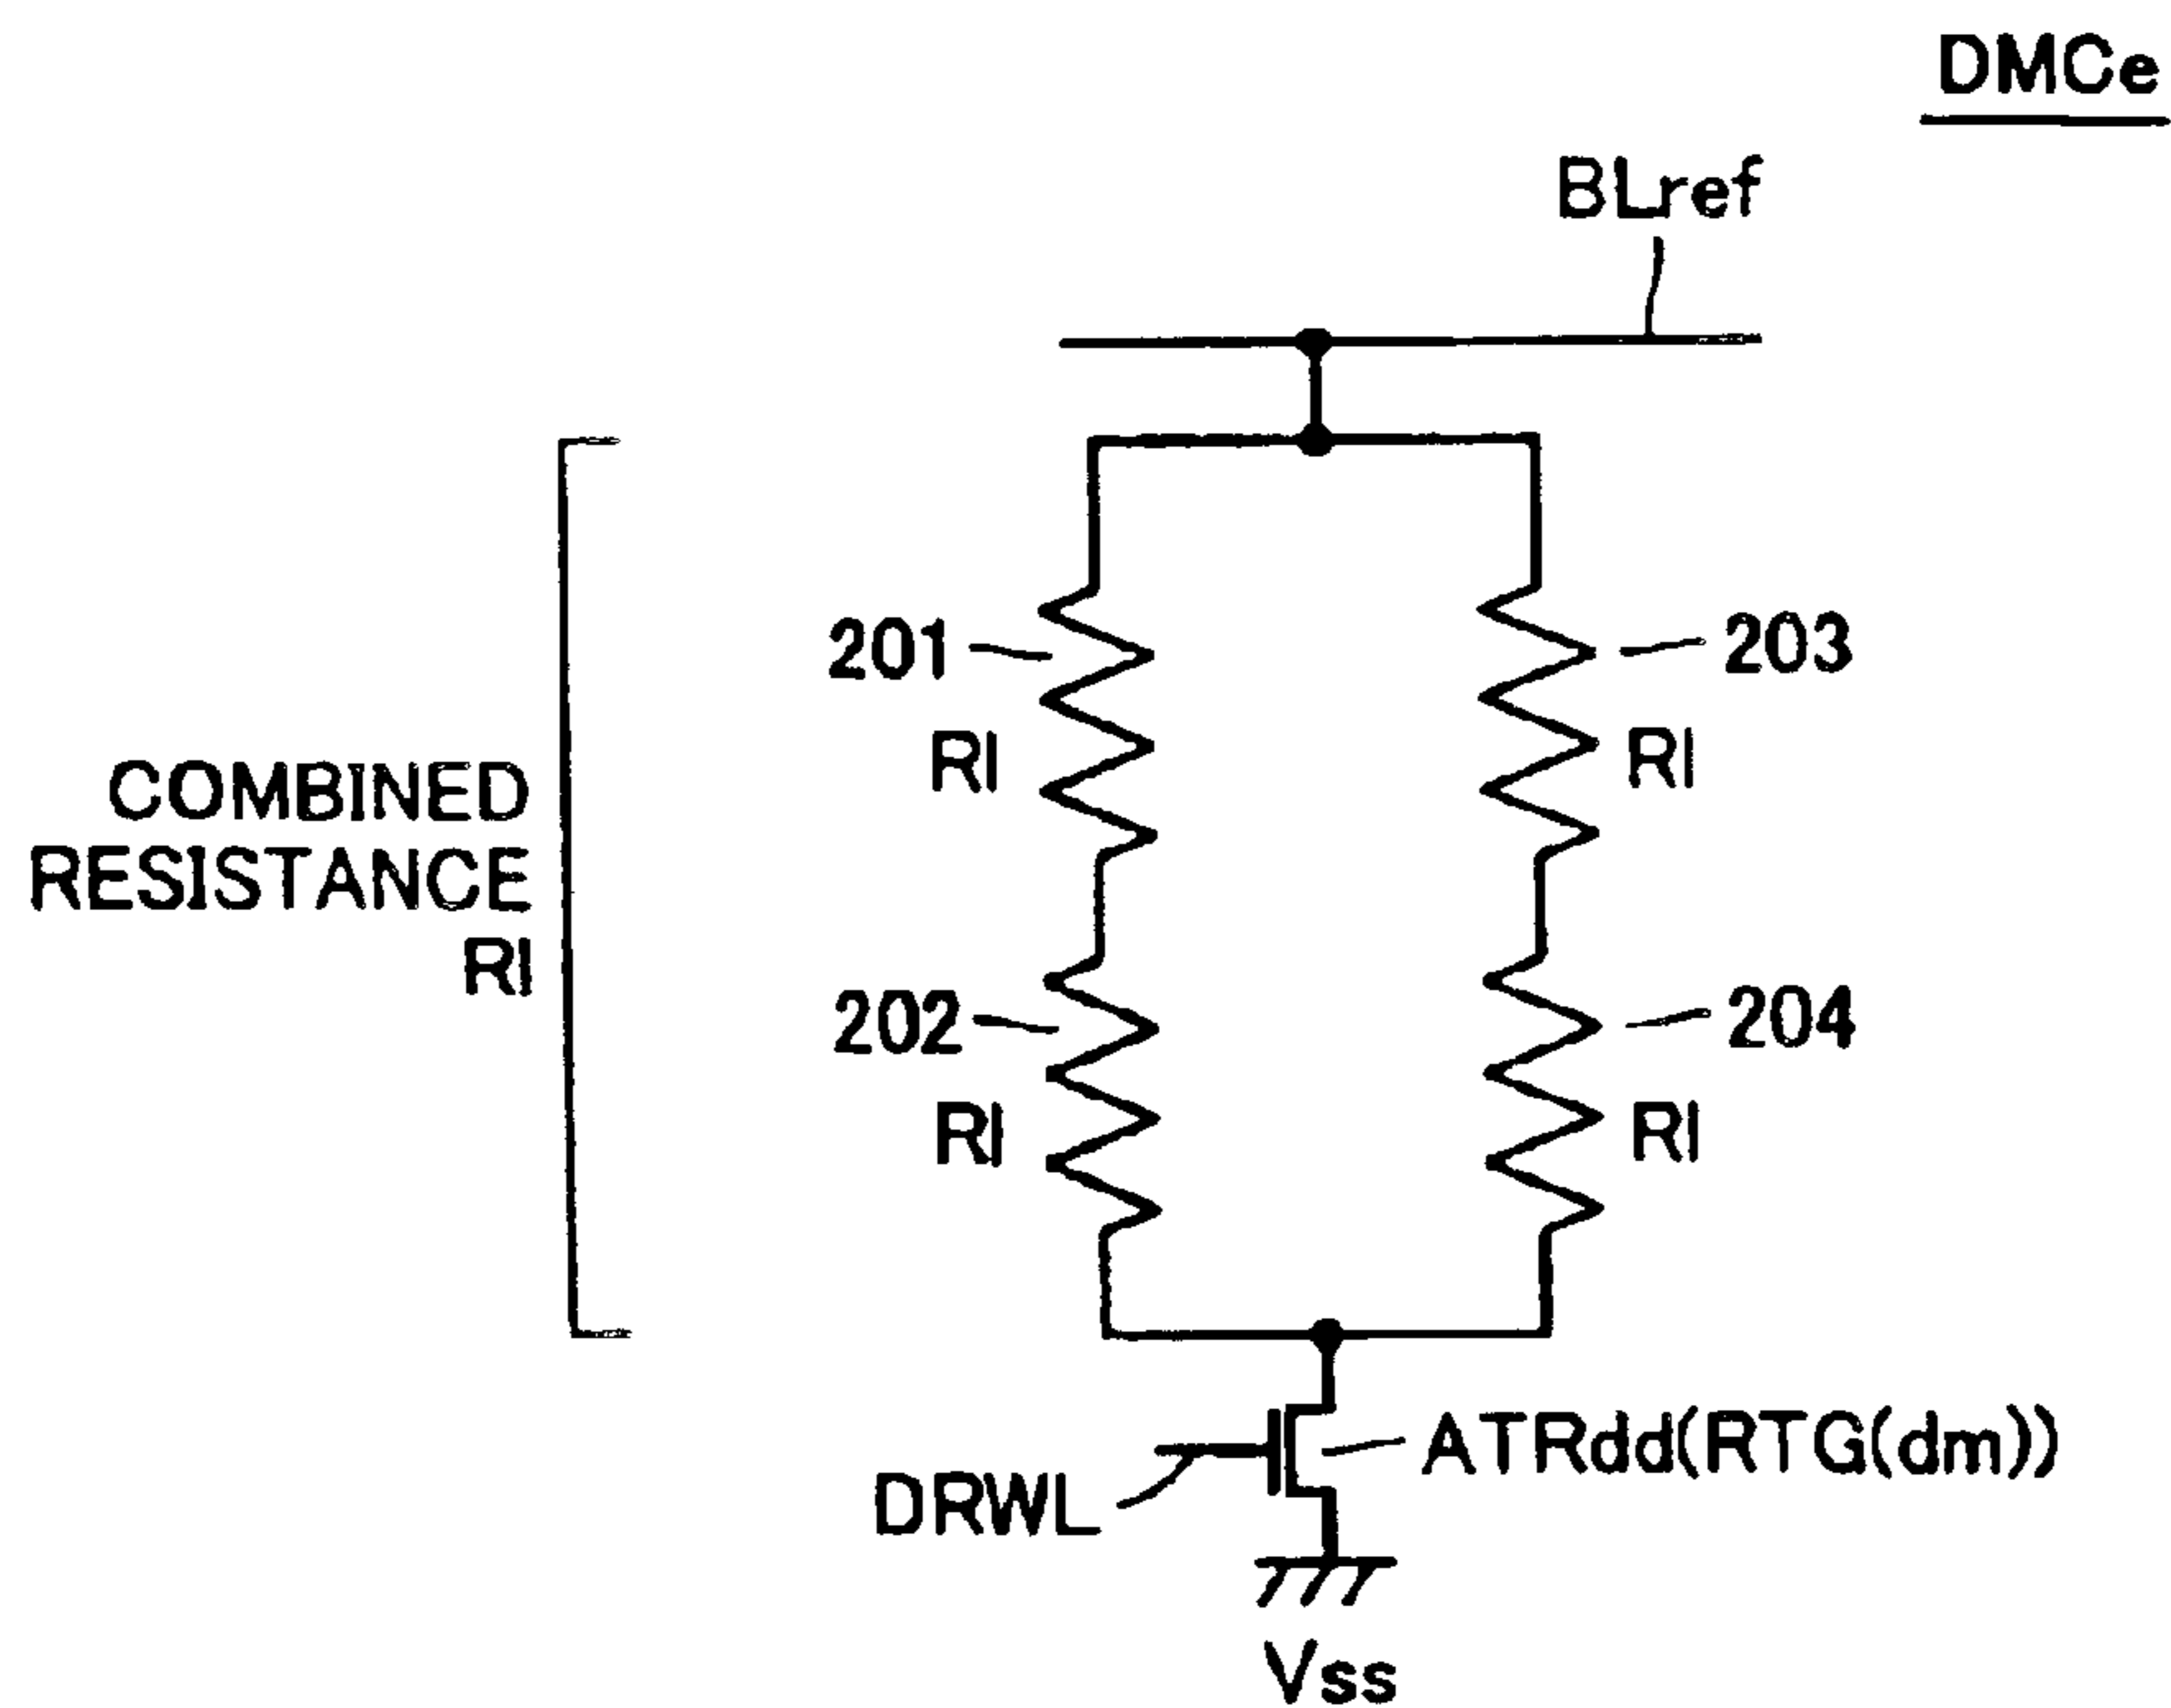 DMCe
BLref
201
203
RI
RI
COMBINED
RESISTANCE
RI
202
204
RI
RI
ATRdd(RTG(dm))
DRWL
Vss